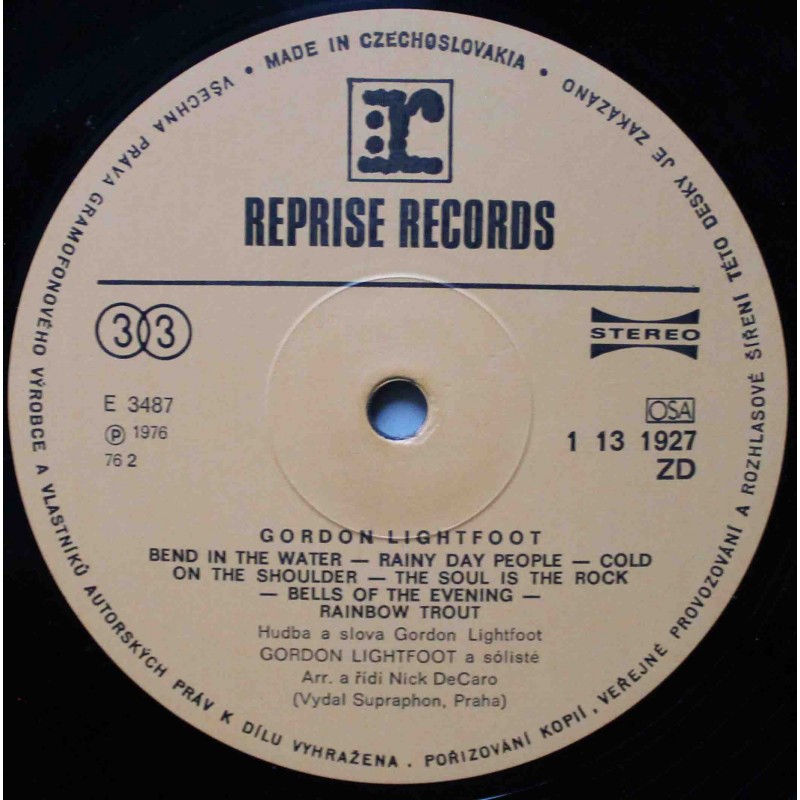 MADE IN CZECHOSLOVAKIA
• VŠECHNA PRÁVA GRAMOFONOVÉHO VÝROBCE A VLASTNÍKŮ AUTORSKÝCH PRÁV K DÍLU VYHRAŽENA . POŘIZOVÁNÍ KOPIÍ, VEŘEJNÉ PROVOZOVÁNÍ A ROZHLASOVÉ ŠÍŘENÍ TÉTO DESKY JE ZAKÁZÁNO •
r
REPRISE RECORDS
33
STEREO
E 3487
Ⓟ 1976
76 2
OSA
1 13 1927
ZD
GORDON LIGHTFOOT
BEND IN THE WATER — RAINY DAY PEOPLE — COLD
ON THE SHOULDER — THE SOUL IS THE ROCK
— BELLS OF THE EVENING —
RAINBOW TROUT
Hudba a slova Gordon Lightfoot
GORDON LIGHTFOOT a sólisté
Arr. a řídi Nick DeCaro
(Vydal Supraphon, Praha)